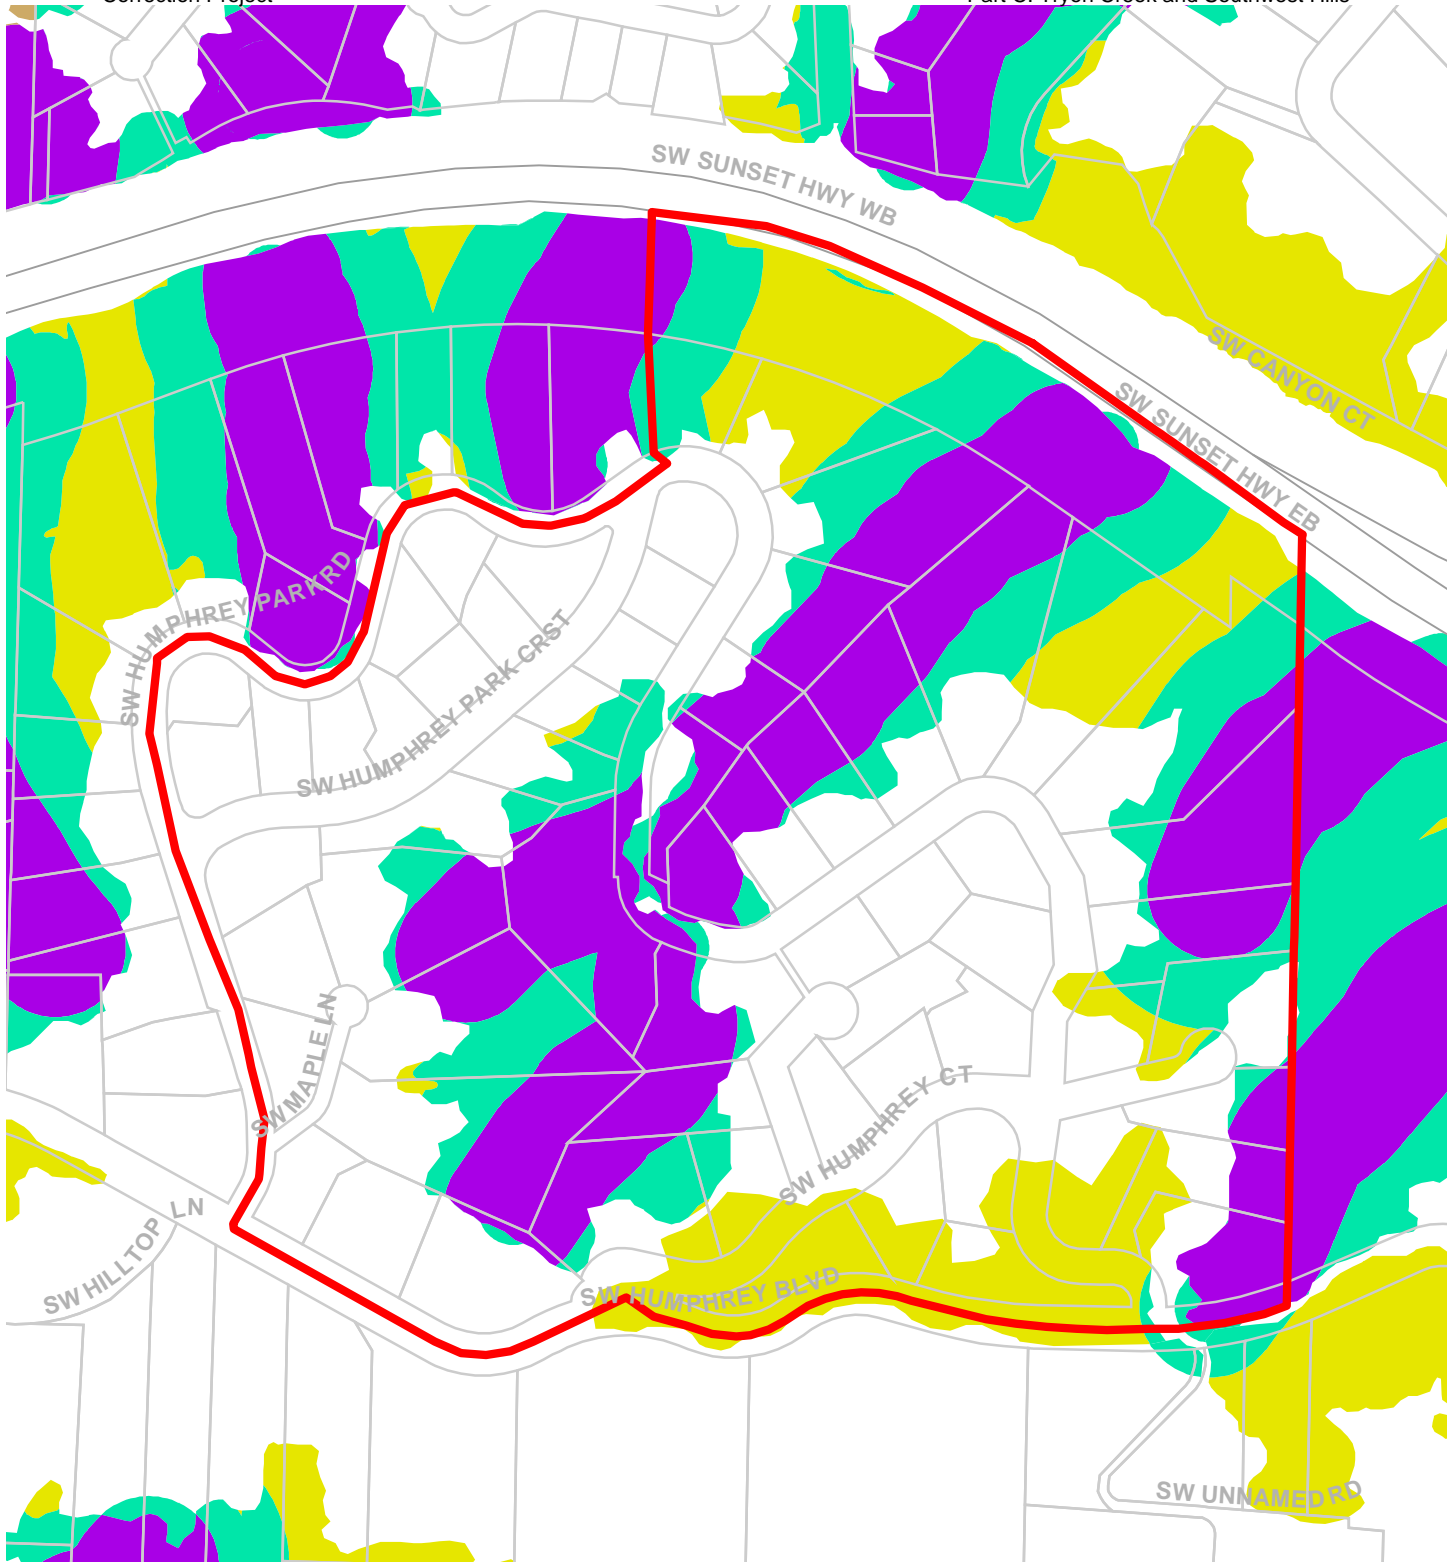 SW SUNSET HWY WB
SW CANYON CT
SW SUNSET HWY EB
SW HUMPHREY PARK RD
SW HUMPHREY PARK CRST
SW MAPLE LN
SW HUMPHREY CT
SW HILLTOP LN
SW HUMPHREY BLVD
SW UNNAMED RD